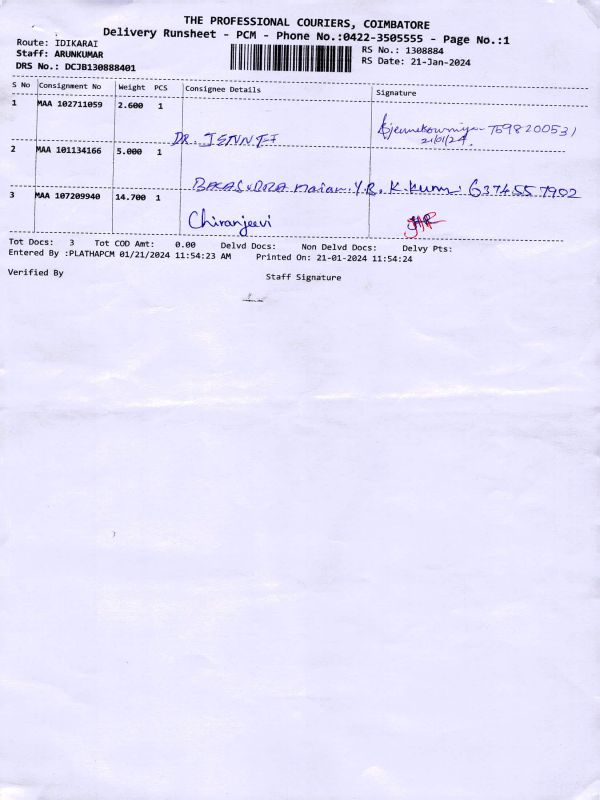 THE PROFESSIONAL COURIERS, COIMBATORE
Delivery Runsheet - PCM - Phone No.:0422-3505555 - Page No.:1
Route: IDIKARAI
Staff: ARUNKUMAR
DRS No.: DCJB130888401
RS No.: 1308884
RS Date: 21-Jan-2024
S No Consignment No Weight PCS Consignee Details Signature
1 MAA 102711059 2.600 1
7598200531
21/01/24
DR.
2 MAA 101134166 5.000 1
Y.R. K.Kumar 6374557902
3 MAA 107209940 14.700 1
Chiranjeevi
Tot Docs: 3 Tot COD Amt: 0.00 Delvd Docs: Non Delvd Docs: Delvy Pts:
Entered By :PLATHAPCM 01/21/2024 11:54:23 AM Printed On: 21-01-2024 11:54:24
Verified By Staff Signature